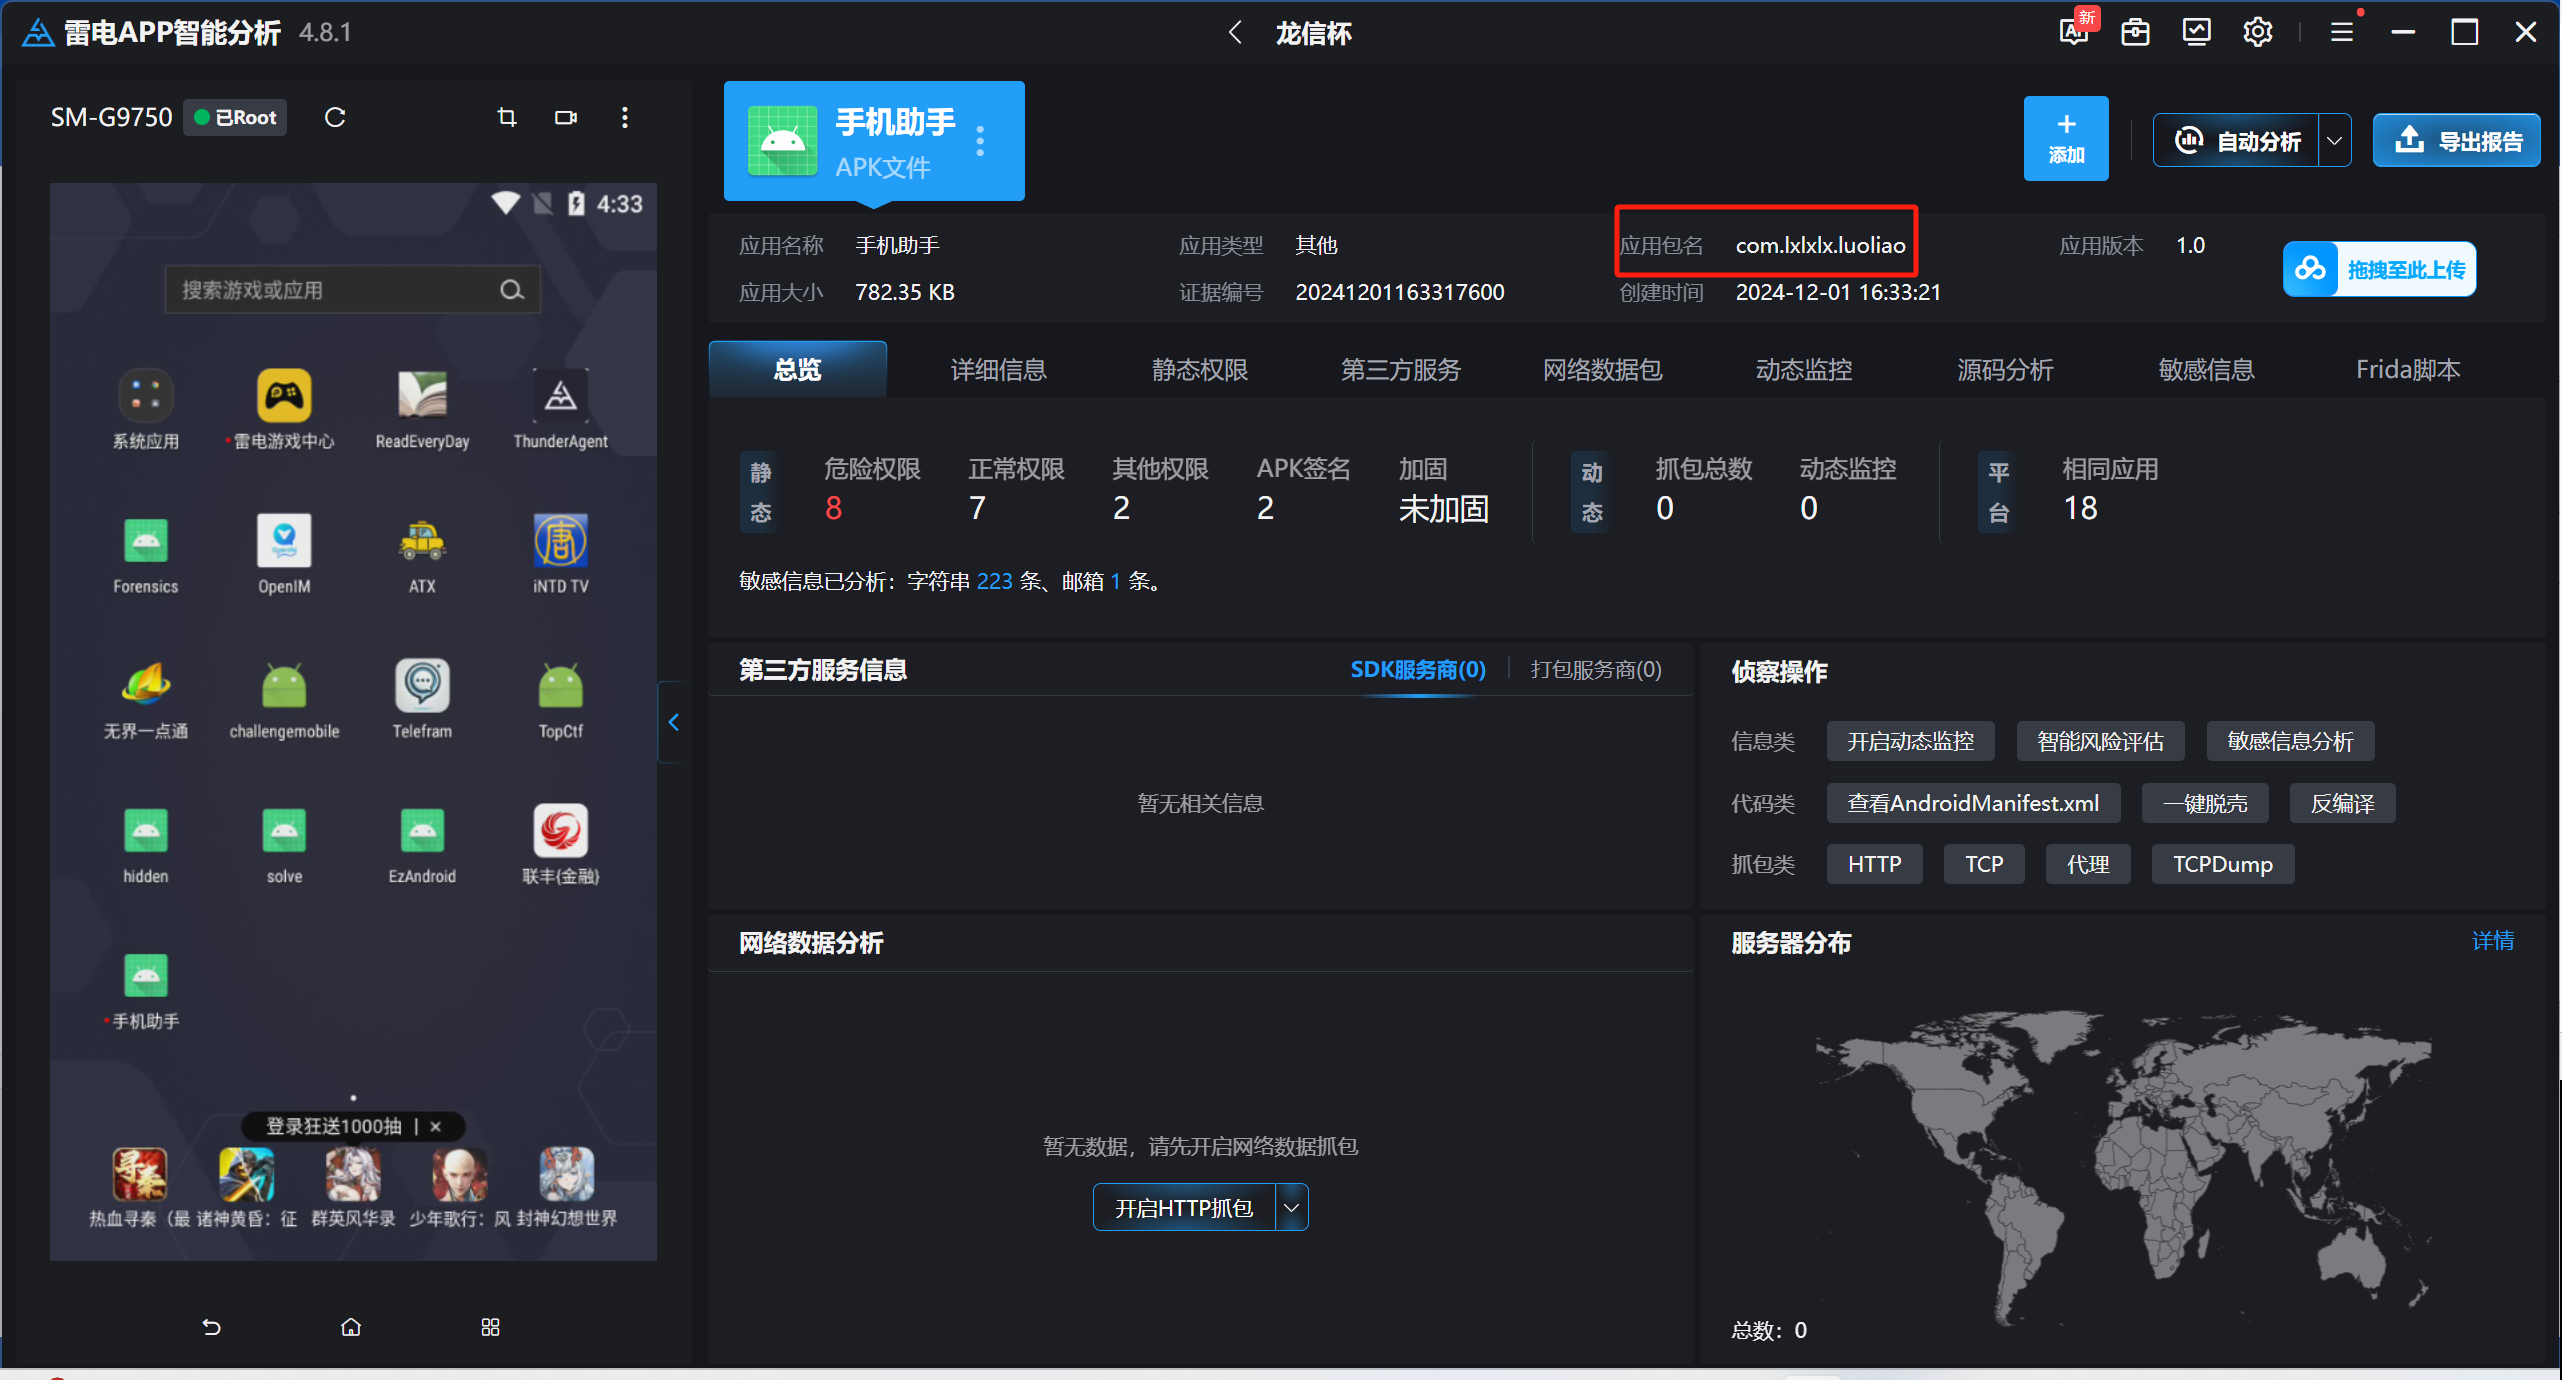 雷电APP智能分析 4.8.1
龙信杯
新
SM-G9750 已Root
4:33
搜索游戏或应用
系统应用 雷电游戏中心 ReadEveryDay ThunderAgent
Forensics OpenIM ATX iNTD TV
无界一点通 challengemobile Telefram TopCtf
hidden solve EzAndroid 联丰(金融)
手机助手
登录狂送1000抽 | ×
热血寻秦（最 诸神黄昏：征 群英风华录 少年歌行：风 封神幻想世界
手机助手
APK文件
添加
自动分析
导出报告
应用名称 手机助手 应用类型 其他 应用包名 com.lxlxlx.luoliao 应用版本 1.0
应用大小 782.35 KB 证据编号 20241201163317600 创建时间 2024-12-01 16:33:21
拖拽至此上传
总览 详细信息 静态权限 第三方服务 网络数据包 动态监控 源码分析 敏感信息 Frida脚本
静态 危险权限 正常权限 其他权限 APK签名 加固 动态 抓包总数 动态监控 平台 相同应用
8 7 2 2 未加固 0 0 18
敏感信息已分析：字符串 223 条、邮箱 1 条。
第三方服务信息 SDK服务商(0) 打包服务商(0)
暂无相关信息
侦察操作
信息类 开启动态监控 智能风险评估 敏感信息分析
代码类 查看AndroidManifest.xml 一键脱壳 反编译
抓包类 HTTP TCP 代理 TCPDump
网络数据分析
暂无数据，请先开启网络数据抓包
开启HTTP抓包
服务器分布 详情
总数：0